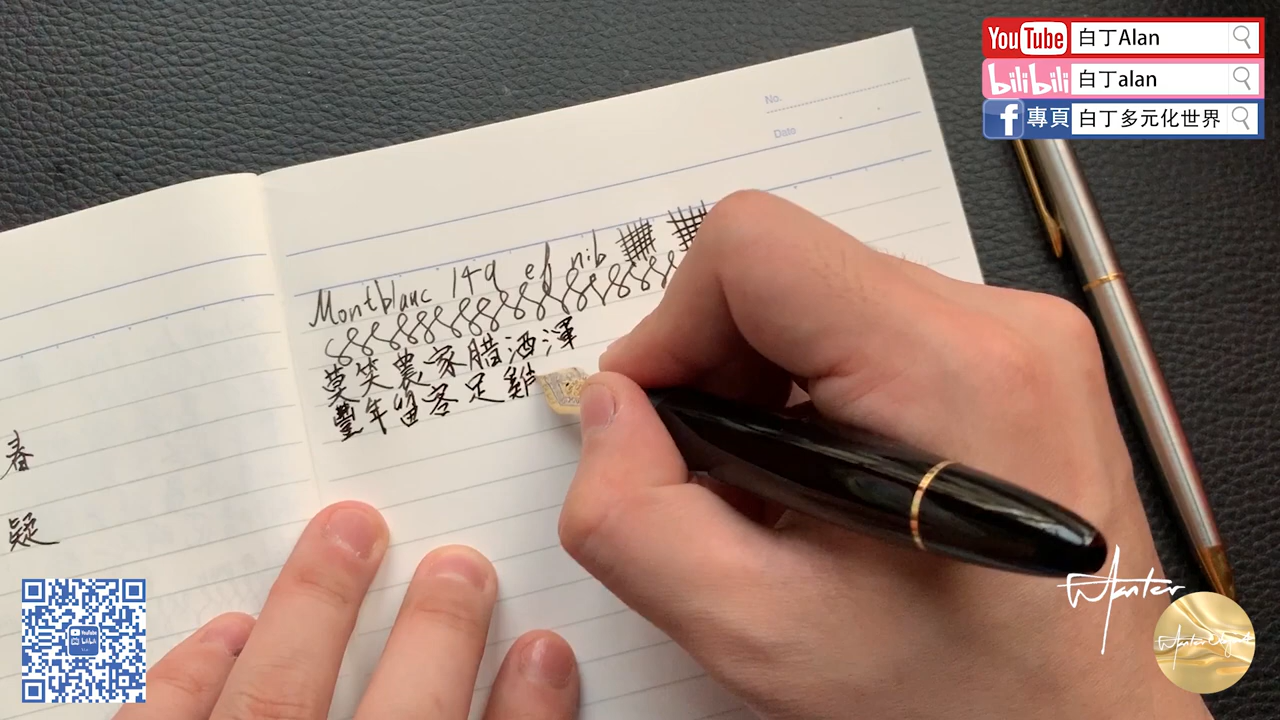 YouTube 白丁Alan
bilibili 白丁alan
f 專頁 白丁多元化世界
No.
Date
Montblanc 149 ef nib
莫笑農家腊酒渾
豐年留客足雞
春
疑